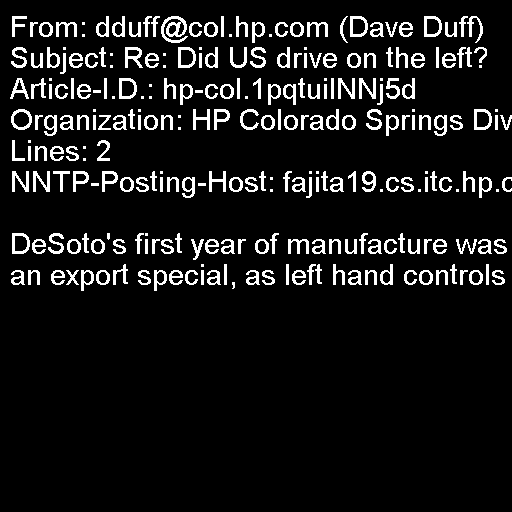 From: dduff@col.hp.com (Dave Duff)
Subject: Re: Did US drive on the left?
Article-I.D.: hp-col.1pqtuiINNj5d
Organization: HP Colorado Springs Div
Lines: 2
NNTP-Posting-Host: fajita19.cs.itc.hp.c

DeSoto's first year of manufacture was
an export special, as left hand controls